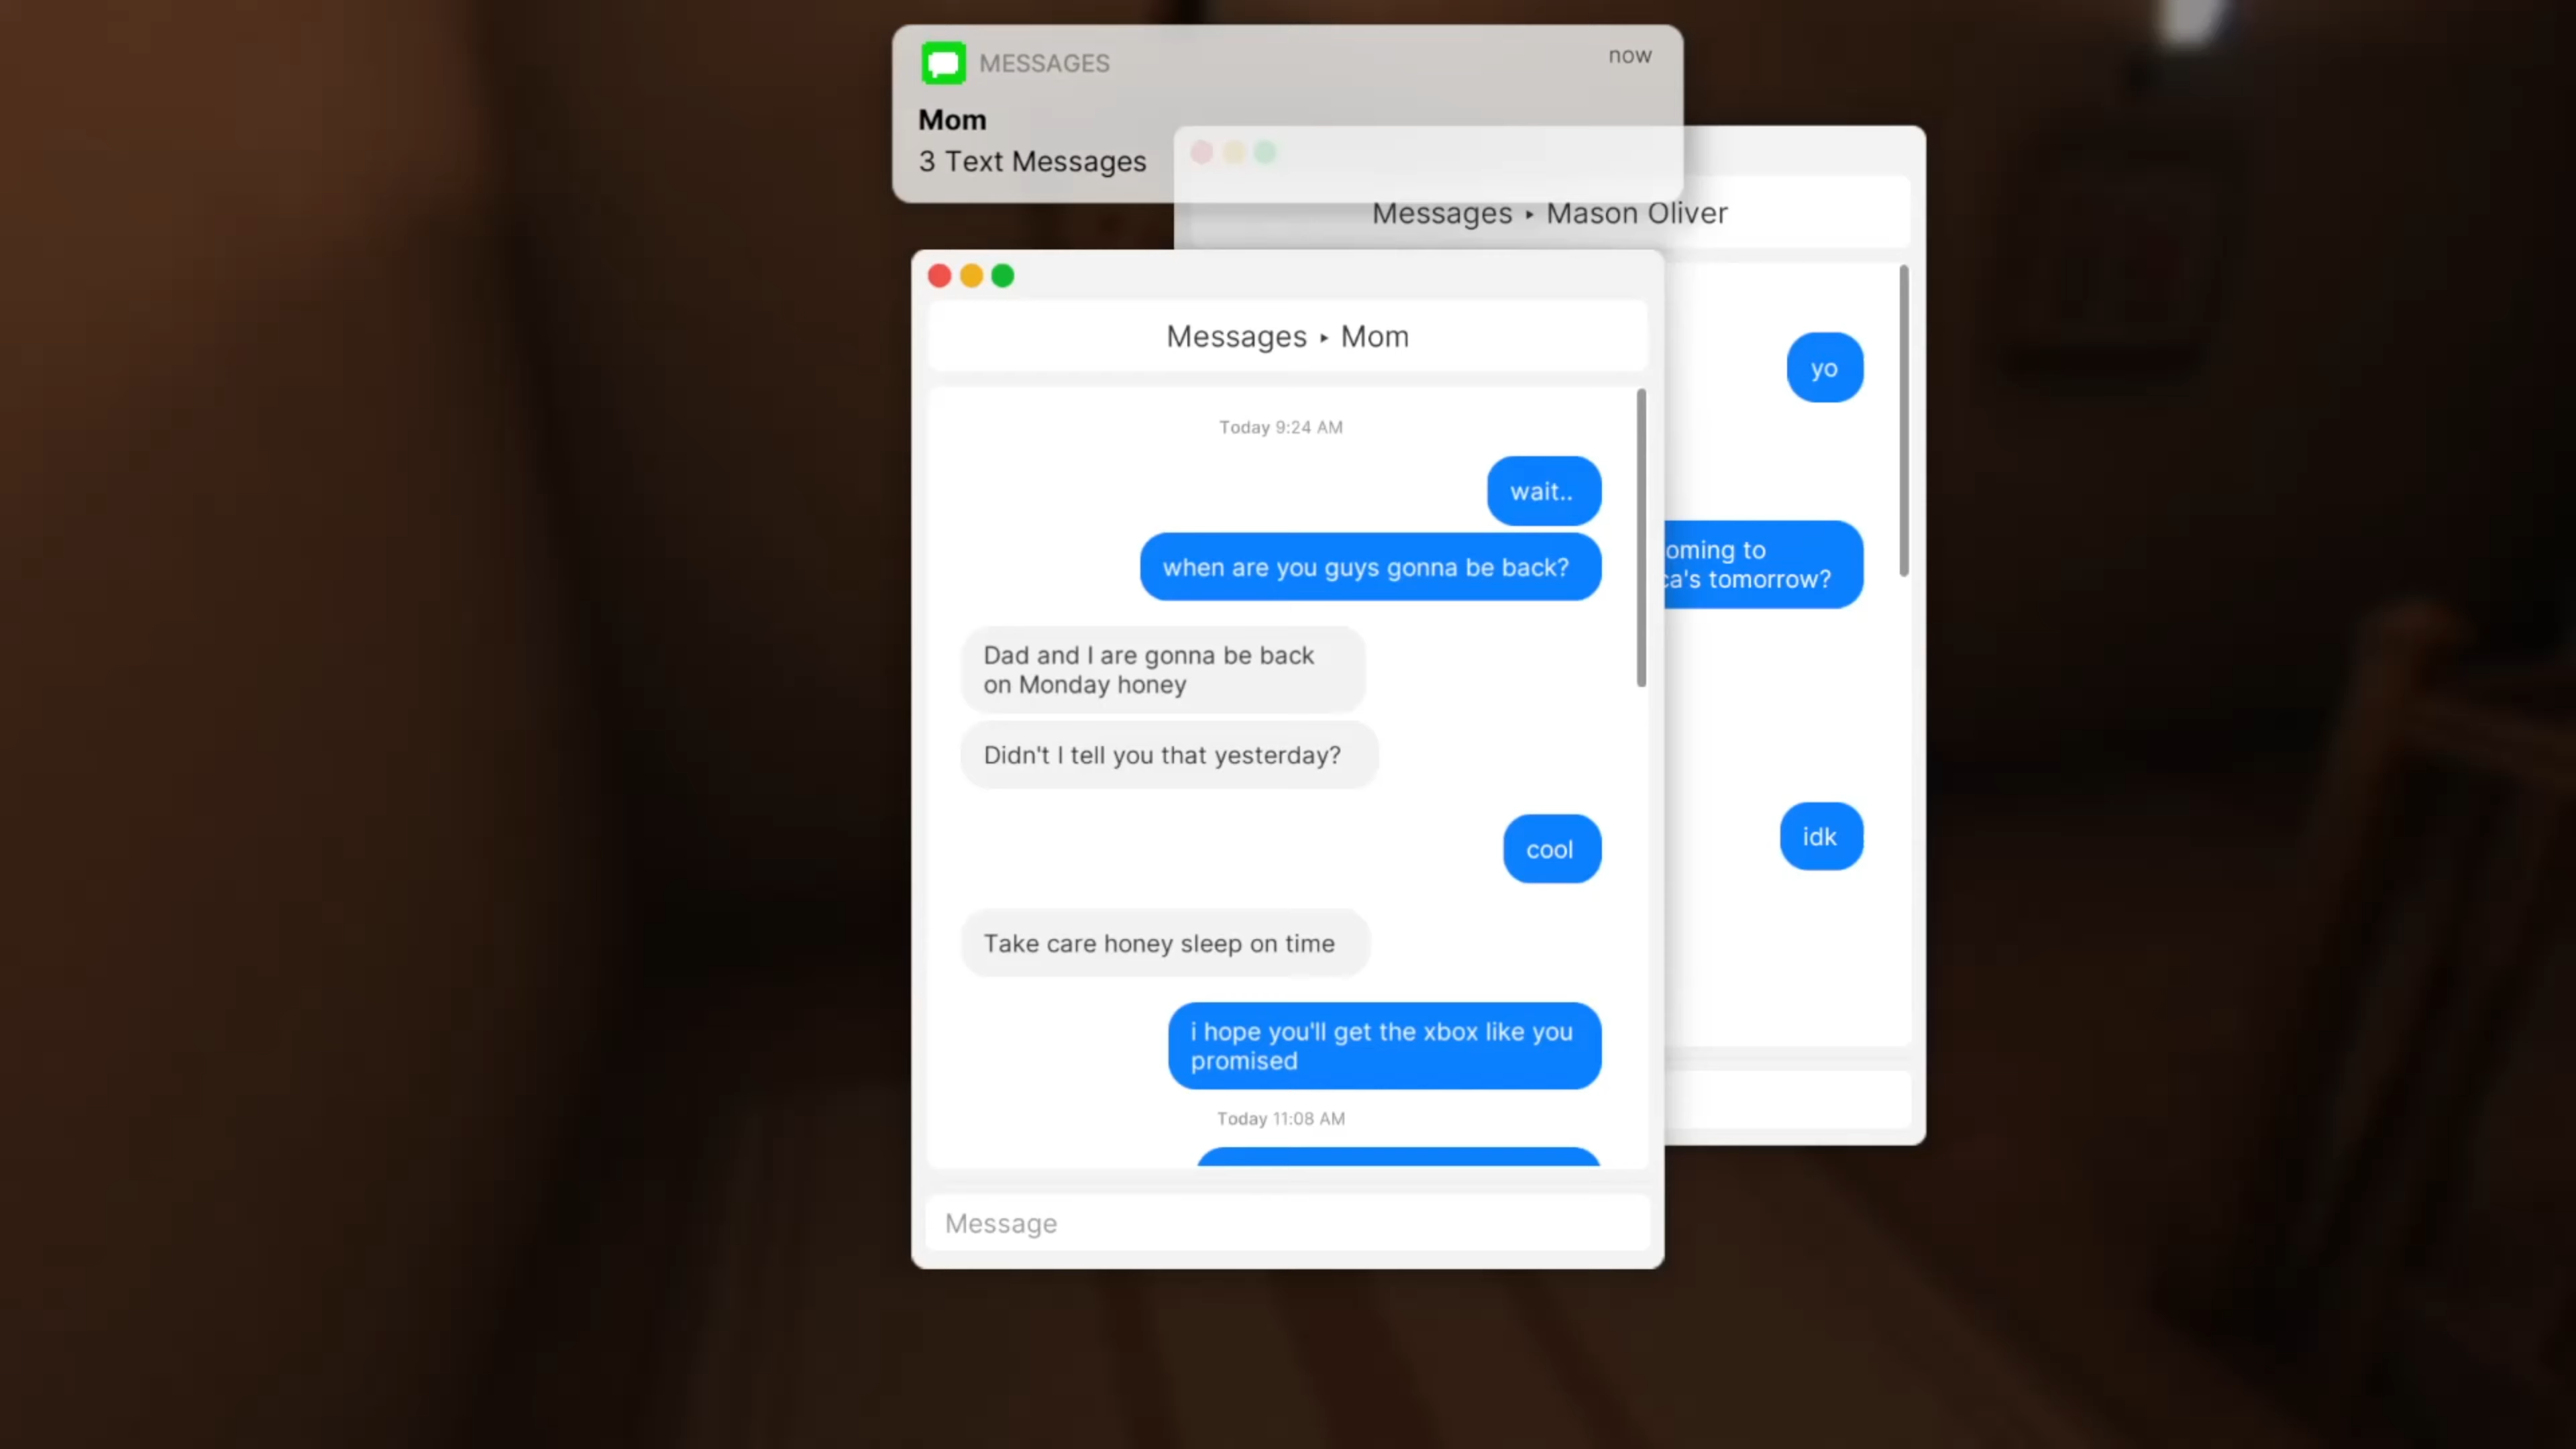 MESSAGES
now
Mom
3 Text Messages
Messages ▸ Mason Oliver
yo
oming to
a's tomorrow?
idk
Messages ▸ Mom
Today 9:24 AM
wait..
when are you guys gonna be back?
Dad and I are gonna be back
on Monday honey
Didn't I tell you that yesterday?
cool
Take care honey sleep on time
i hope you'll get the xbox like you
promised
Today 11:08 AM
Message